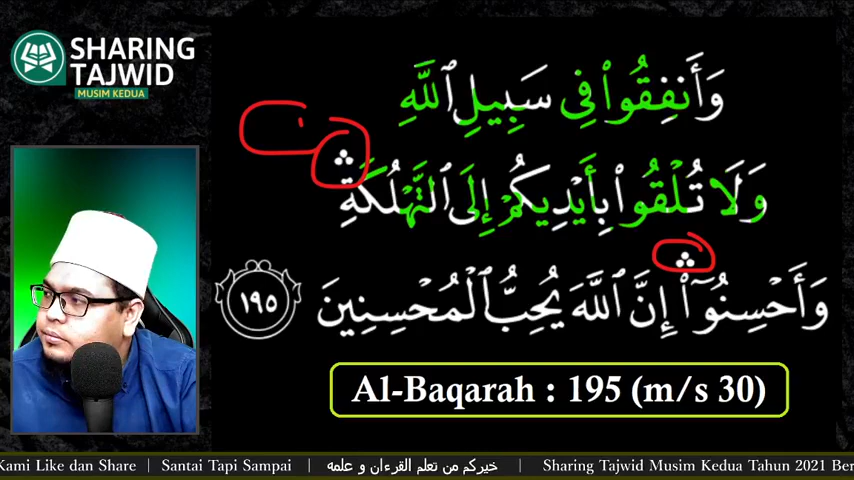 SHARING
TAJWID
MUSIM KEDUA
وَأَنفِقُوا۟ فِى سَبِيلِ ٱللَّهِ
وَلَا تُلْقُوا۟ بِأَيْدِيكُمْ إِلَى ٱلتَّهْلُكَةِ ۛ
وَأَحْسِنُوٓا۟ ۛ إِنَّ ٱللَّهَ يُحِبُّ ٱلْمُحْسِنِينَ ١٩٥
Al-Baqarah : 195 (m/s 30)
Kami Like dan Share | Santai Tapi Sampai | خيركم من تعلم القرءان و علمه | Sharing Tajwid Musim Kedua Tahun 2021 Ber